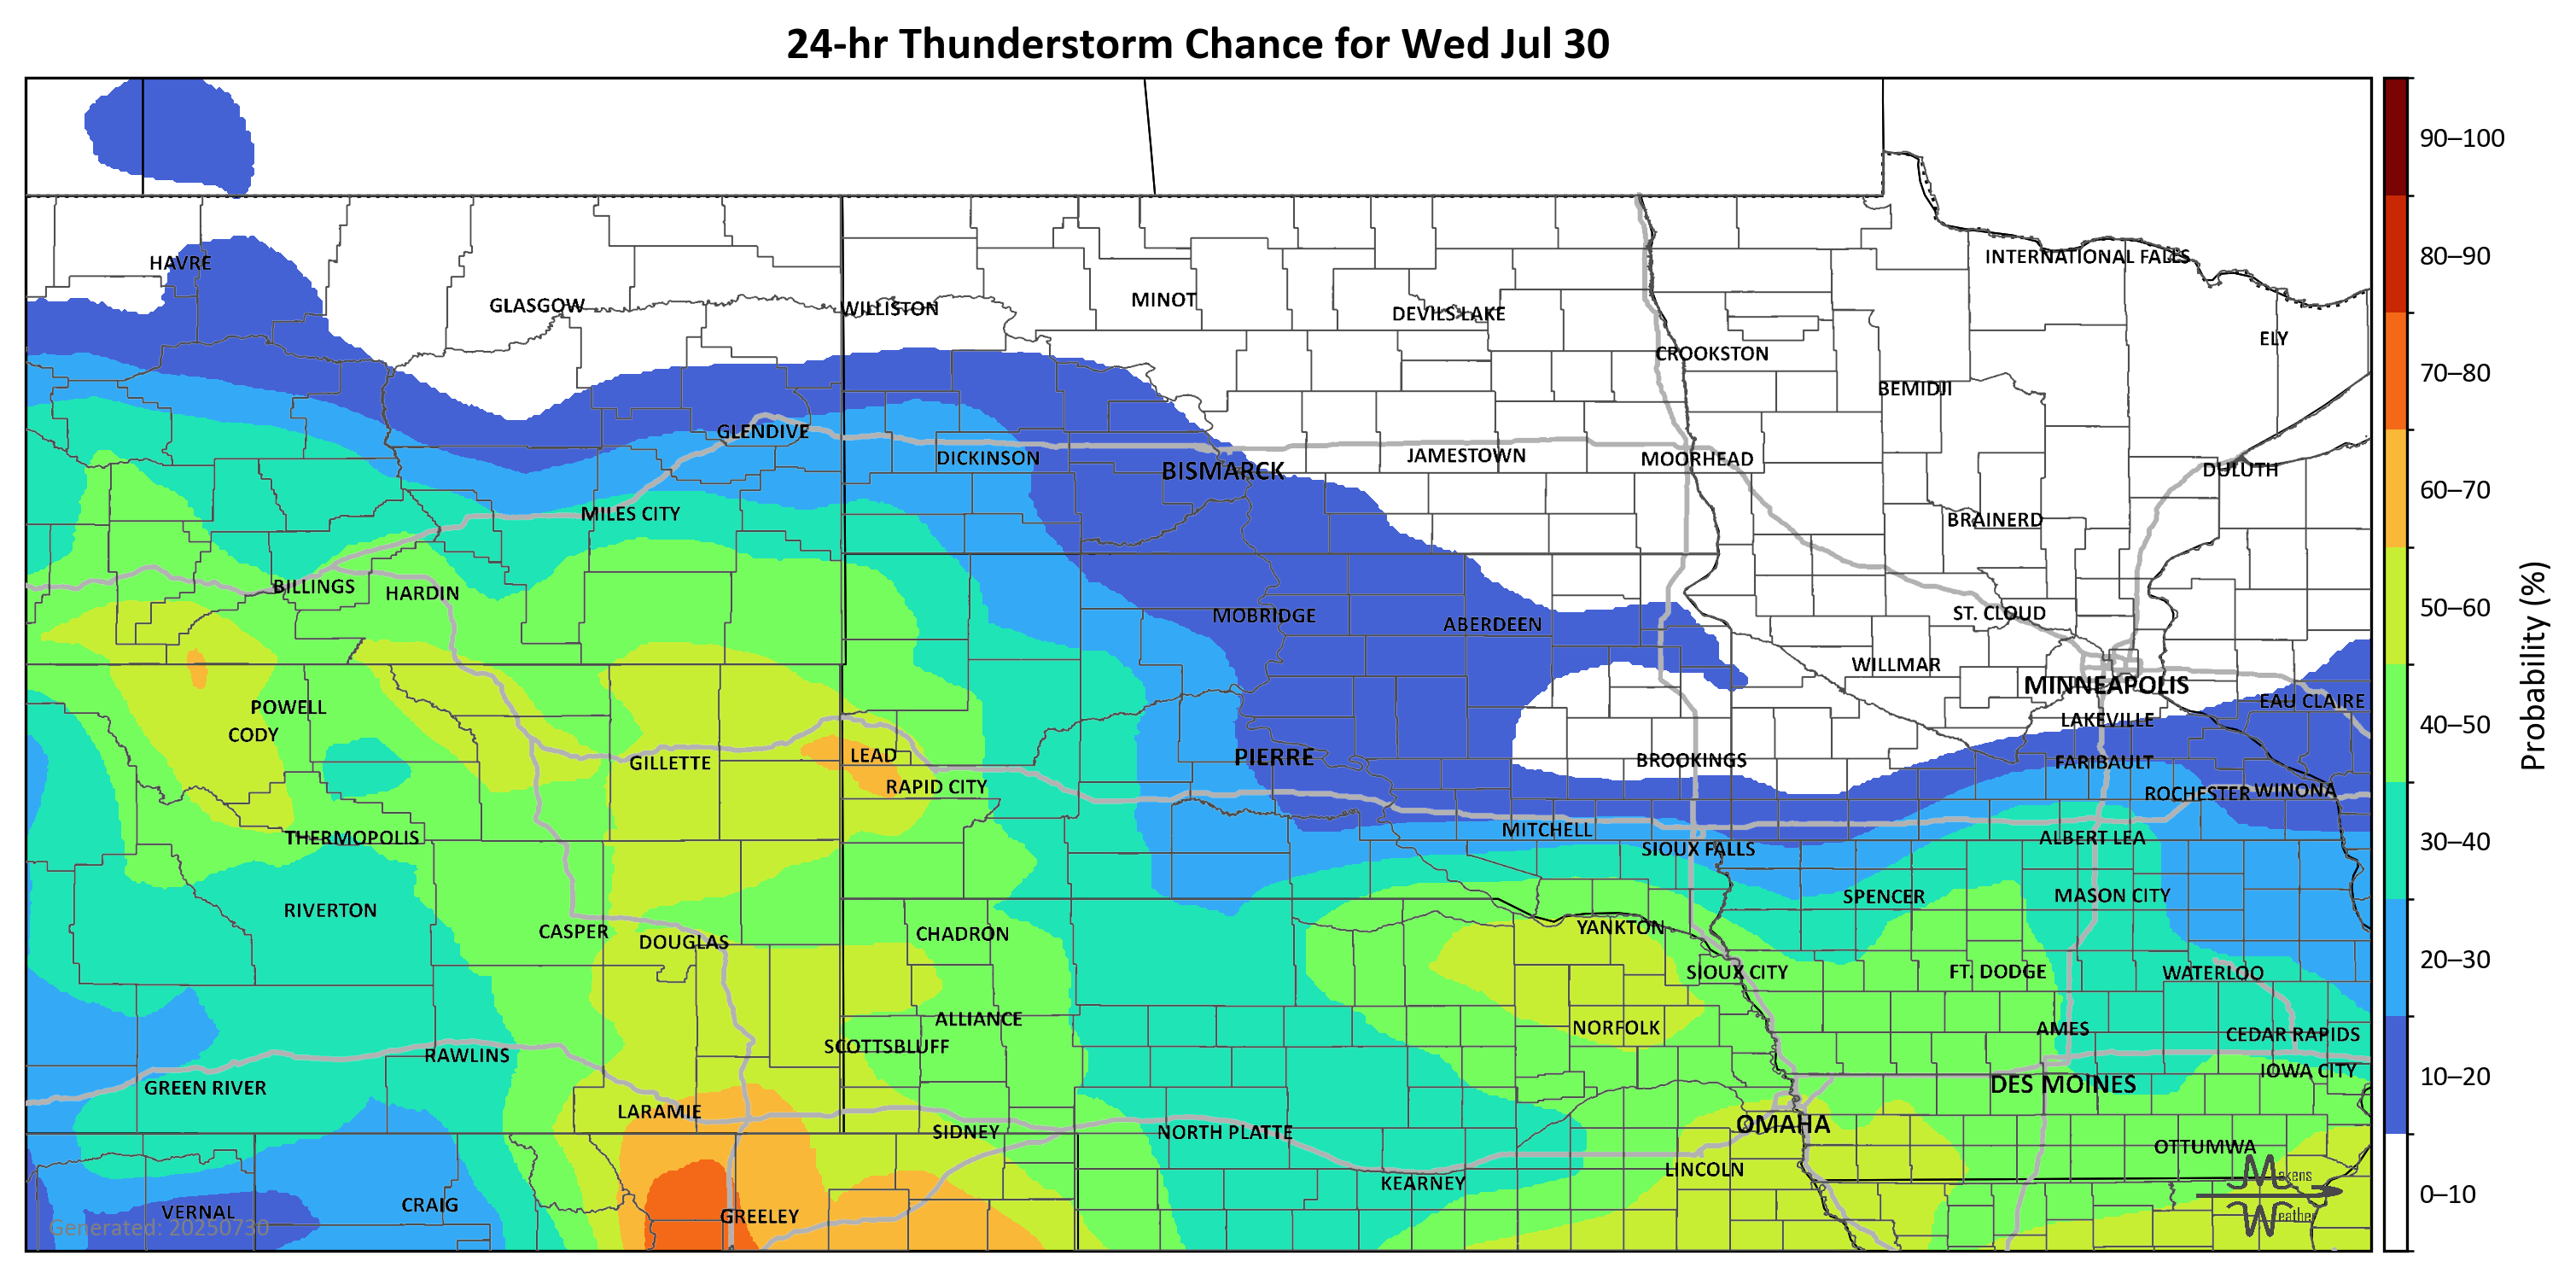 24-hr Thunderstorm Chance for Wed Jul 30
90–100
HAVRE
INTERNATIONAL FALLS
80–90
GLASGOW
WILLISTON
MINOT
DEVILS LAKE
ELY
CROOKSTON
70–80
BEMIDJI
GLENDIVE
DICKINSON
BISMARCK
JAMESTOWN
MOORHEAD
DULUTH
60–70
MILES CITY
BRAINERD
BILLINGS
HARDIN
MOBRIDGE
ABERDEEN
ST. CLOUD
50–60
WILLMAR
MINNEAPOLIS
Probability (%)
POWELL
EAU CLAIRE
LAKEVILLE
40–50
CODY
GILLETTE
LEAD
PIERRE
BROOKINGS
FARIBAULT
RAPID CITY
ROCHESTER
WINONA
THERMOPOLIS
MITCHELL
ALBERT LEA
30–40
SIOUX FALLS
RIVERTON
SPENCER
MASON CITY
CASPER
DOUGLAS
CHADRON
YANKTON
20–30
SIOUX CITY
FT. DODGE
WATERLOO
ALLIANCE
NORFOLK
AMES
CEDAR RAPIDS
SCOTTSBLUFF
RAWLINS
IOWA CITY
GREEN RIVER
DES MOINES
10–20
LARAMIE
SIDNEY
NORTH PLATTE
OMAHA
OTTUMWA
LINCOLN
KEARNEY
Makens
Weather
0–10
VERNAL
CRAIG
GREELEY
Generated: 20250730